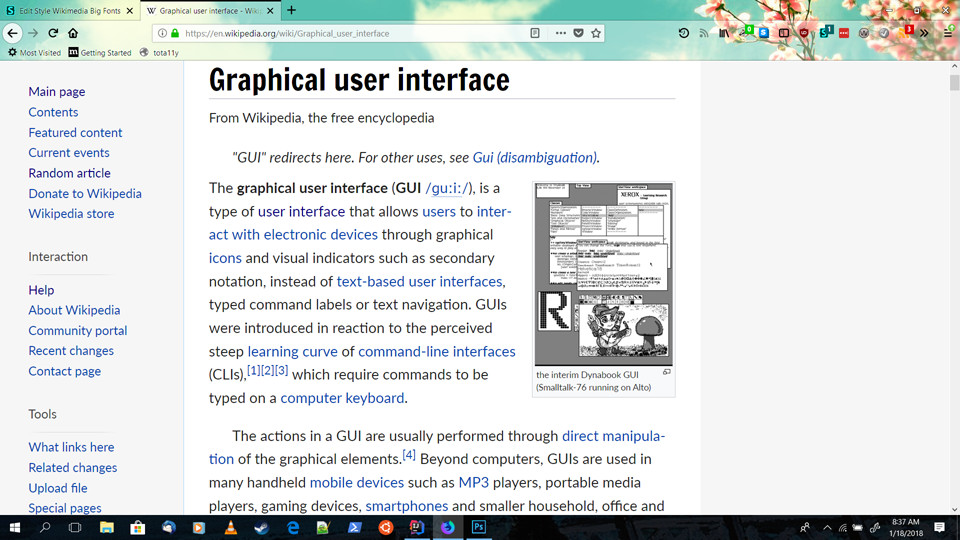 Edit Style Wikimedia Big Fonts
Graphical user interface - Wiki
https://en.wikipedia.org/wiki/Graphical_user_interface
Most Visited
Getting Started
tota11y
Graphical user interface
From Wikipedia, the free encyclopedia
"GUI" redirects here. For other uses, see Gui (disambiguation).
Main page
Contents
Featured content
Current events
Random article
Donate to Wikipedia
Wikipedia store
Interaction
Help
About Wikipedia
Community portal
Recent changes
Contact page
Tools
What links here
Related changes
Upload file
Special pages
The graphical user interface (GUI /ɡuːiː/), is a
type of user interface that allows users to inter-
act with electronic devices through graphical
icons and visual indicators such as secondary
notation, instead of text-based user interfaces,
typed command labels or text navigation. GUIs
were introduced in reaction to the perceived
steep learning curve of command-line interfaces
(CLIs),[1][2][3] which require commands to be
typed on a computer keyboard.
XEROX
the interim Dynabook GUI
(Smalltalk-76 running on Alto)
The actions in a GUI are usually performed through direct manipula-
tion of the graphical elements.[4] Beyond computers, GUIs are used in
many handheld mobile devices such as MP3 players, portable media
players, gaming devices, smartphones and smaller household, office and
8:37 AM
1/18/2018